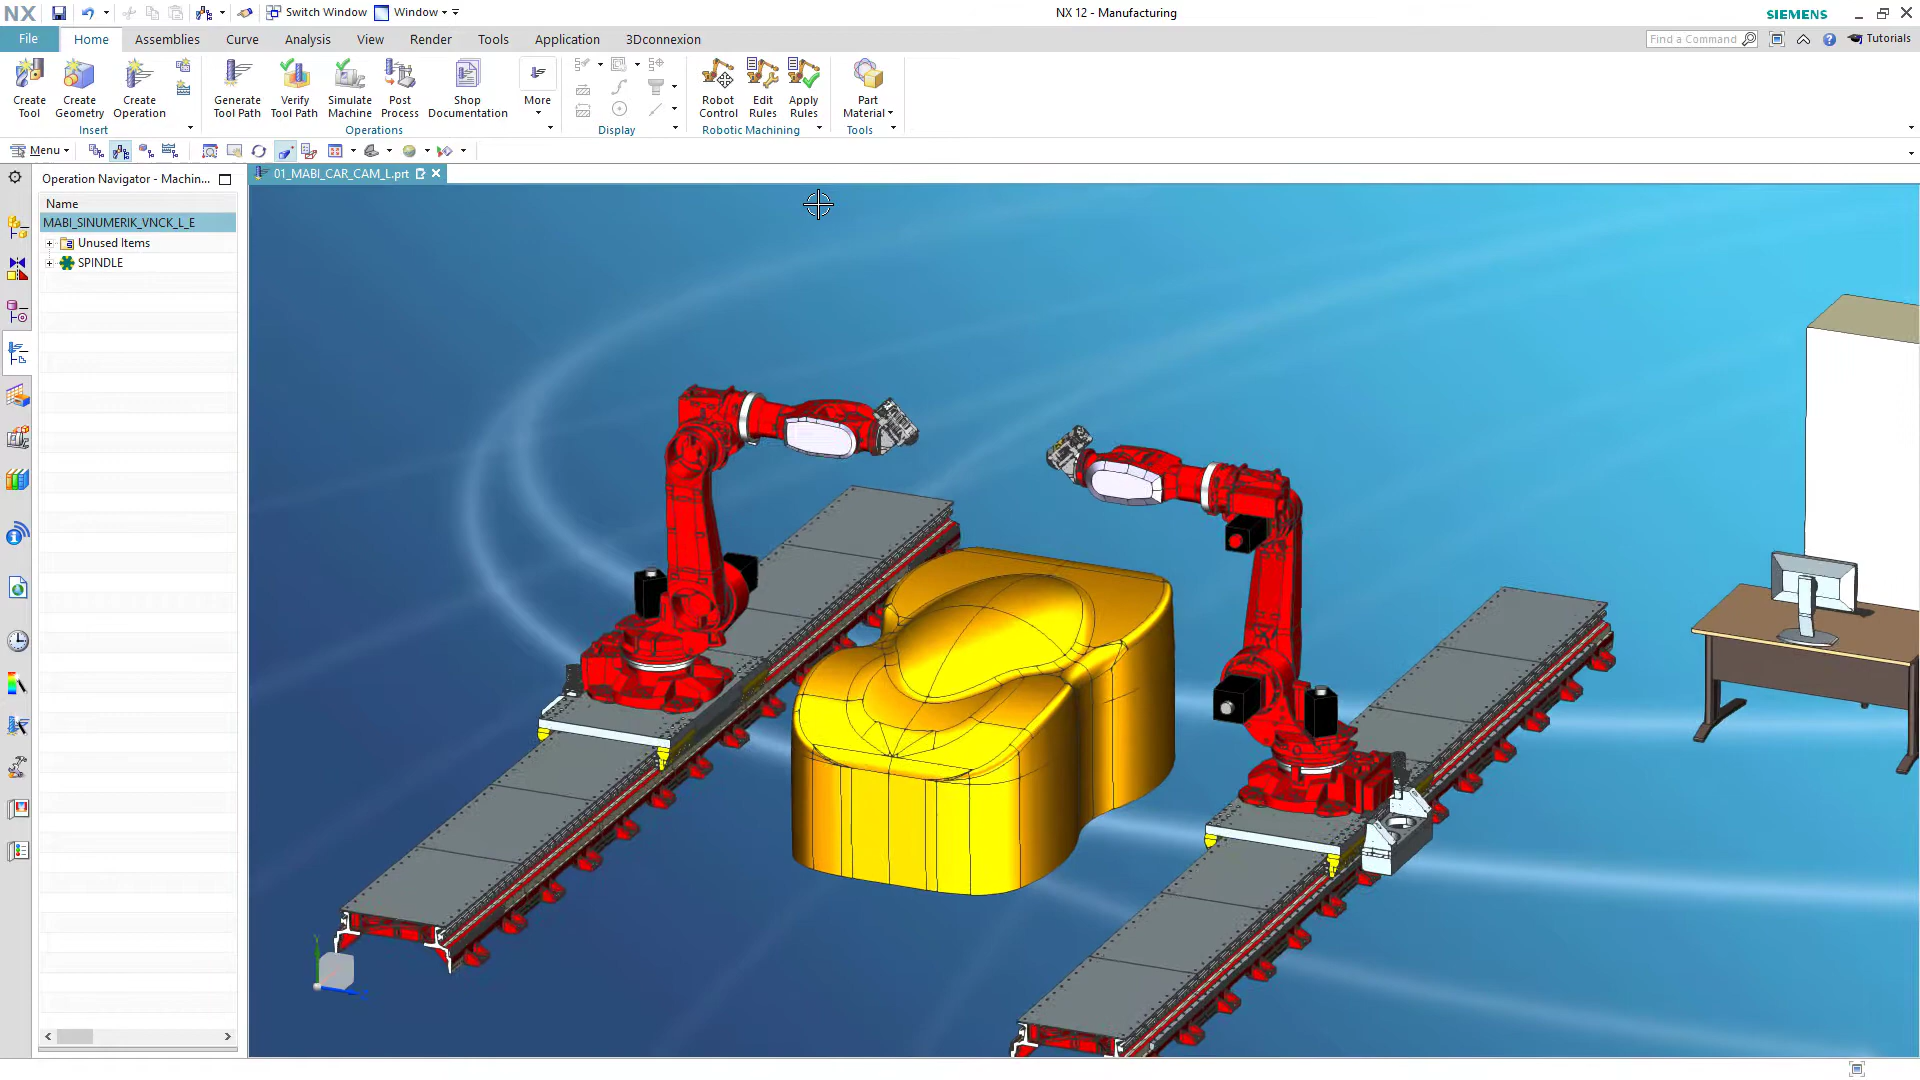 NX
Switch Window
Window
NX 12 - Manufacturing
SIEMENS
File
Home
Assemblies
Curve
Analysis
View
Render
Tools
Application
3Dconnexion
Find a Command
Tutorials
Create Tool
Create Geometry
Create Operation
Generate Tool Path
Verify Tool Path
Simulate Machine
Post Process
Shop Documentation
More
Robot Control
Edit Rules
Apply Rules
Part Material
Insert
Operations
Display
Robotic Machining
Tools
Menu
Operation Navigator - Machin...
01_MABI_CAR_CAM_L.prt
Name
MABI_SINUMERIK_VNCK_L_E
Unused Items
SPINDLE